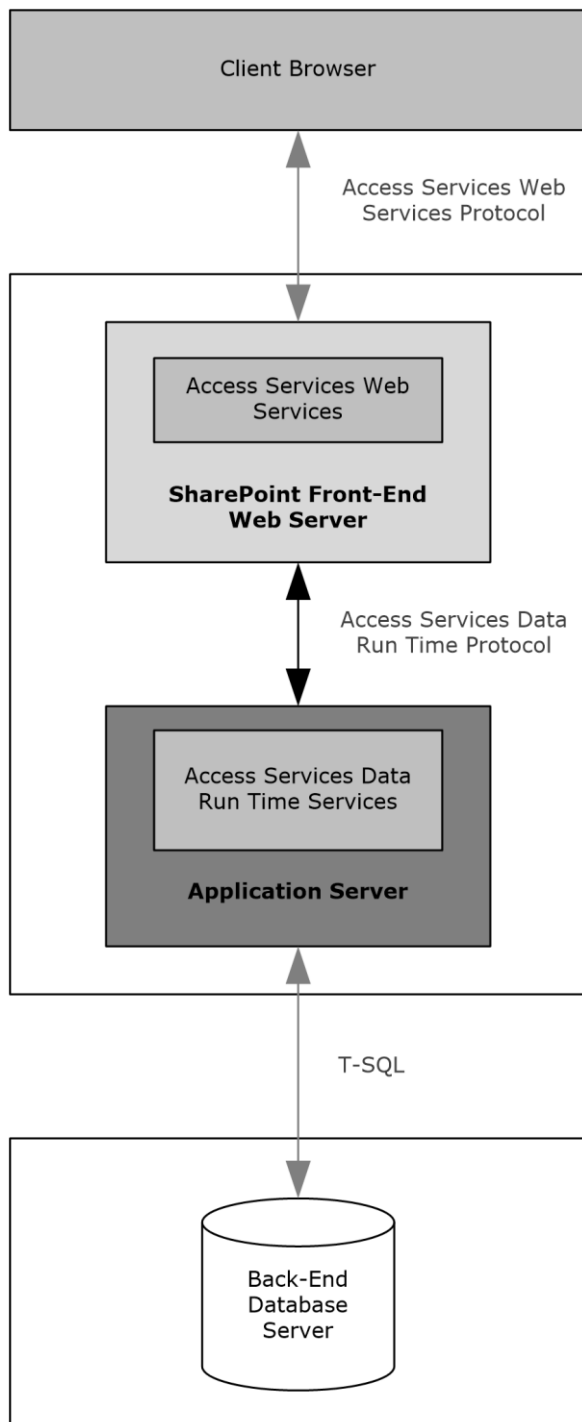 Client Browser
Access Services Web
Services Protocol
Access Services Web
Services
SharePoint Front-End
Web Server
Access Services Data
Run Time Protocol
Access Services Data
Run Time Services
Application Server
T-SQL
Back-End
Database
Server